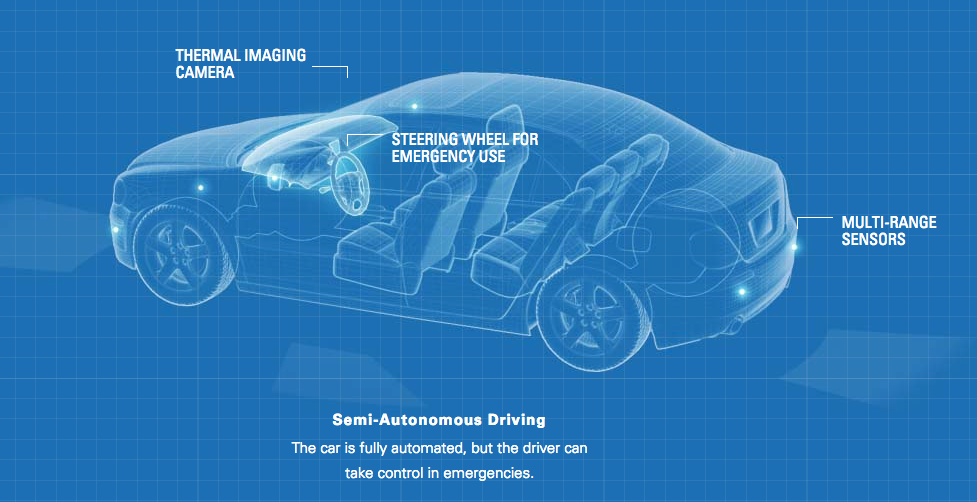 THERMAL IMAGING
CAMERA
STEERING WHEEL FOR
EMERGENCY USE
MULTI-RANGE
SENSORS
Semi-Autonomous Driving
The car is fully automated, but the driver can
take control in emergencies.